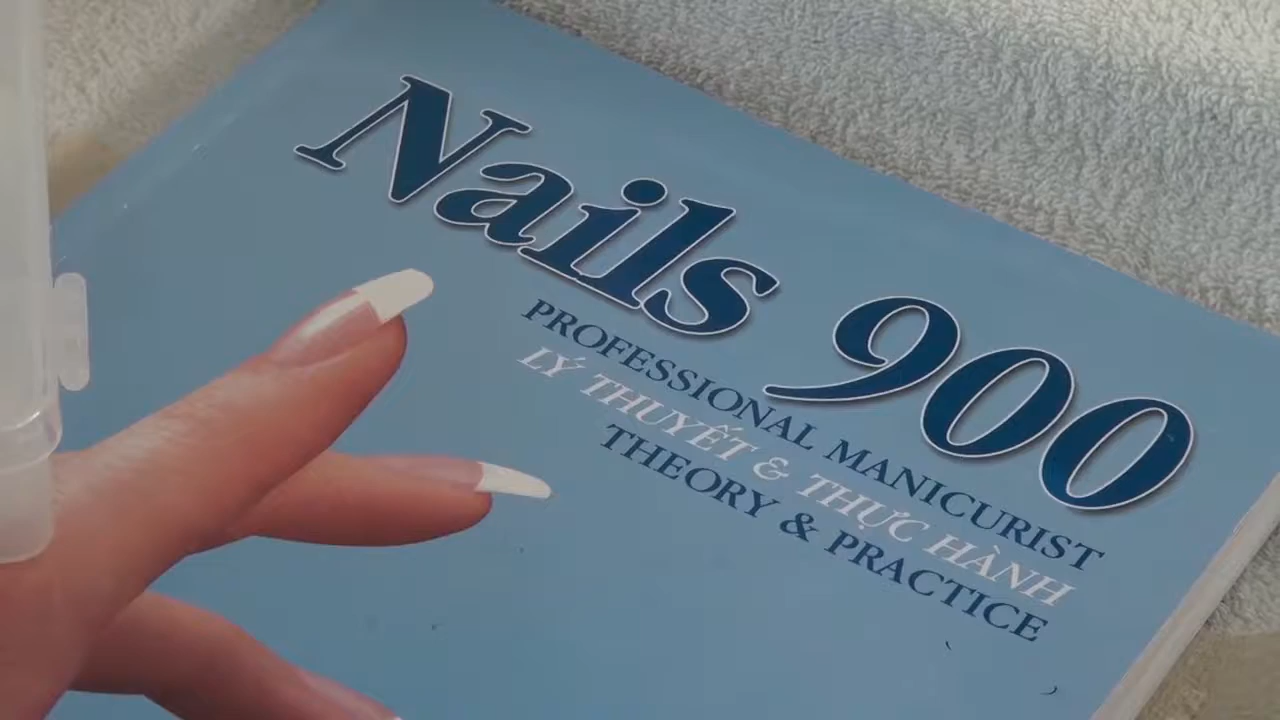 Nails 900
PROFESSIONAL MANICURIST
LÝ THUYẾT & THỰC HÀNH
THEORY & PRACTICE